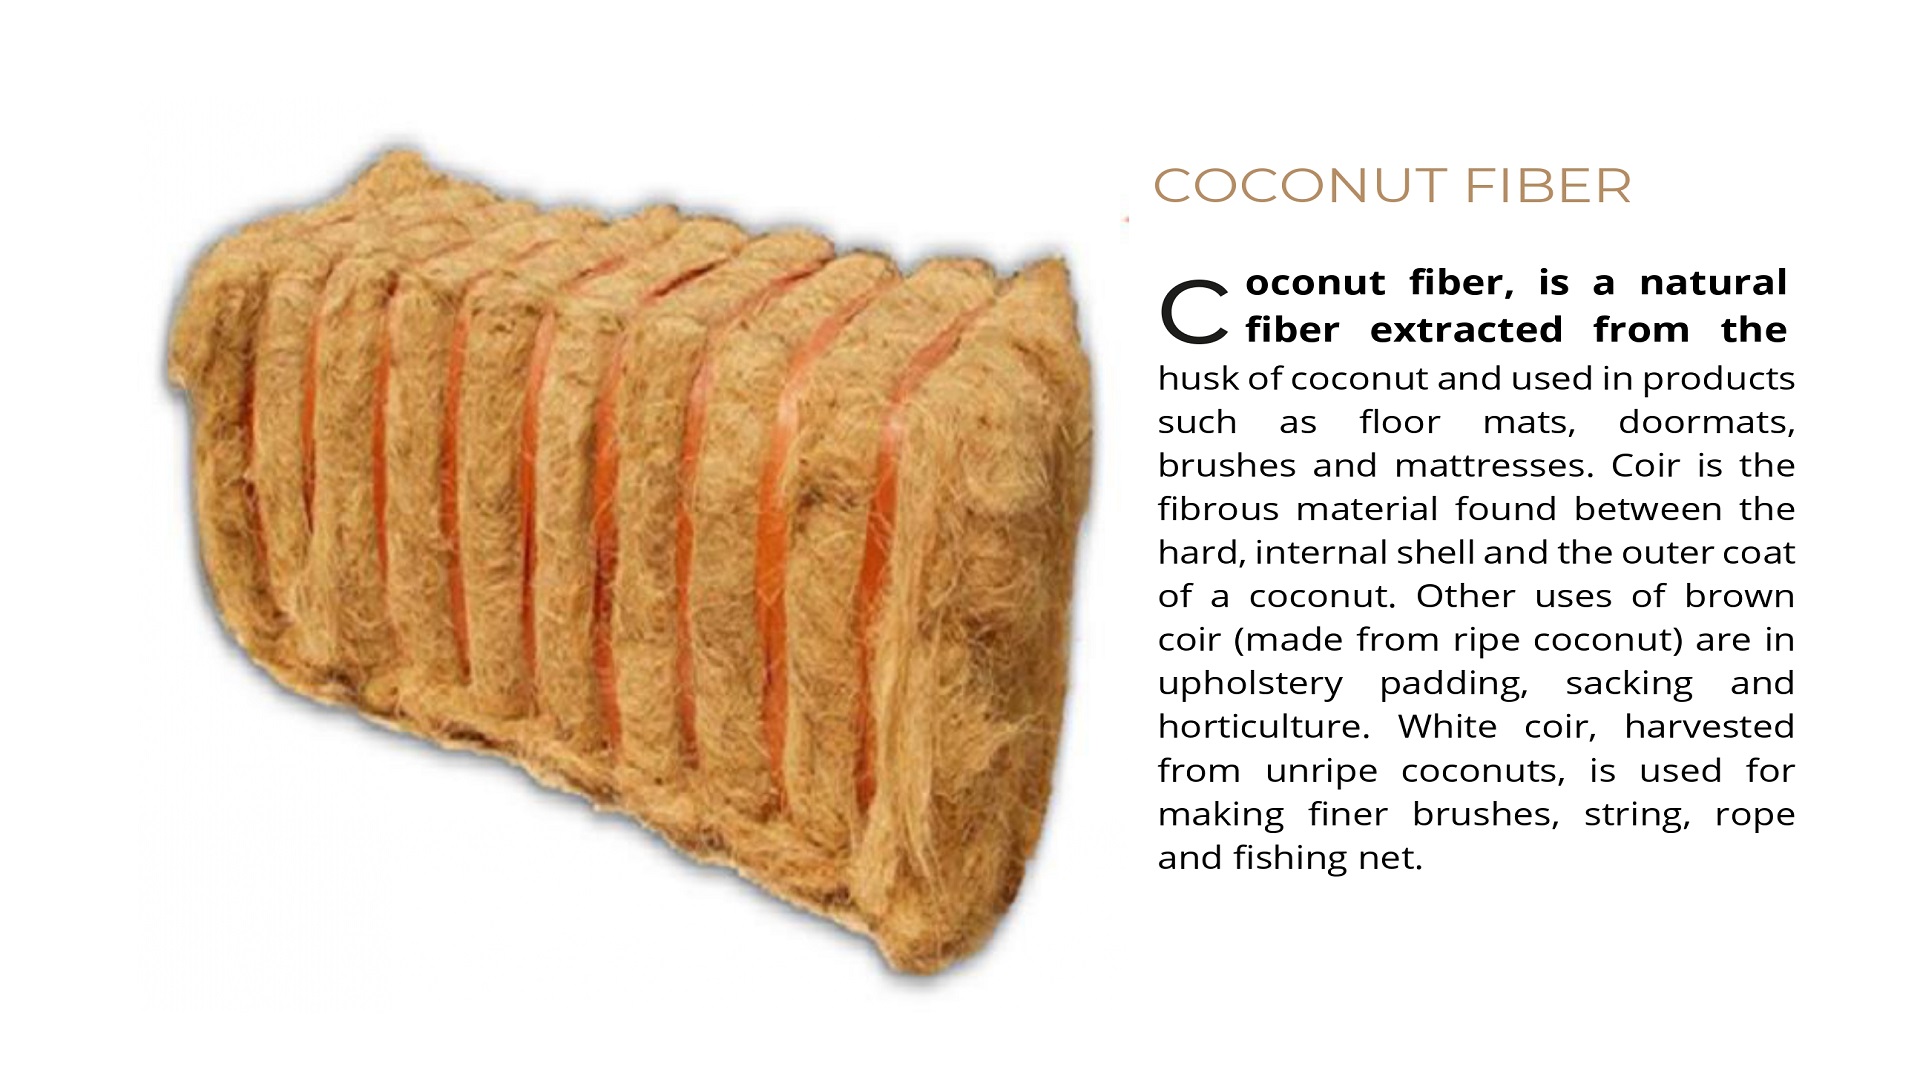 COCONUT FIBER
Coconut fiber, is a natural
fiber extracted from the
husk of coconut and used in products
such as floor mats, doormats,
brushes and mattresses. Coir is the
fibrous material found between the
hard, internal shell and the outer coat
of a coconut. Other uses of brown
coir (made from ripe coconut) are in
upholstery padding, sacking and
horticulture. White coir, harvested
from unripe coconuts, is used for
making finer brushes, string, rope
and fishing net.